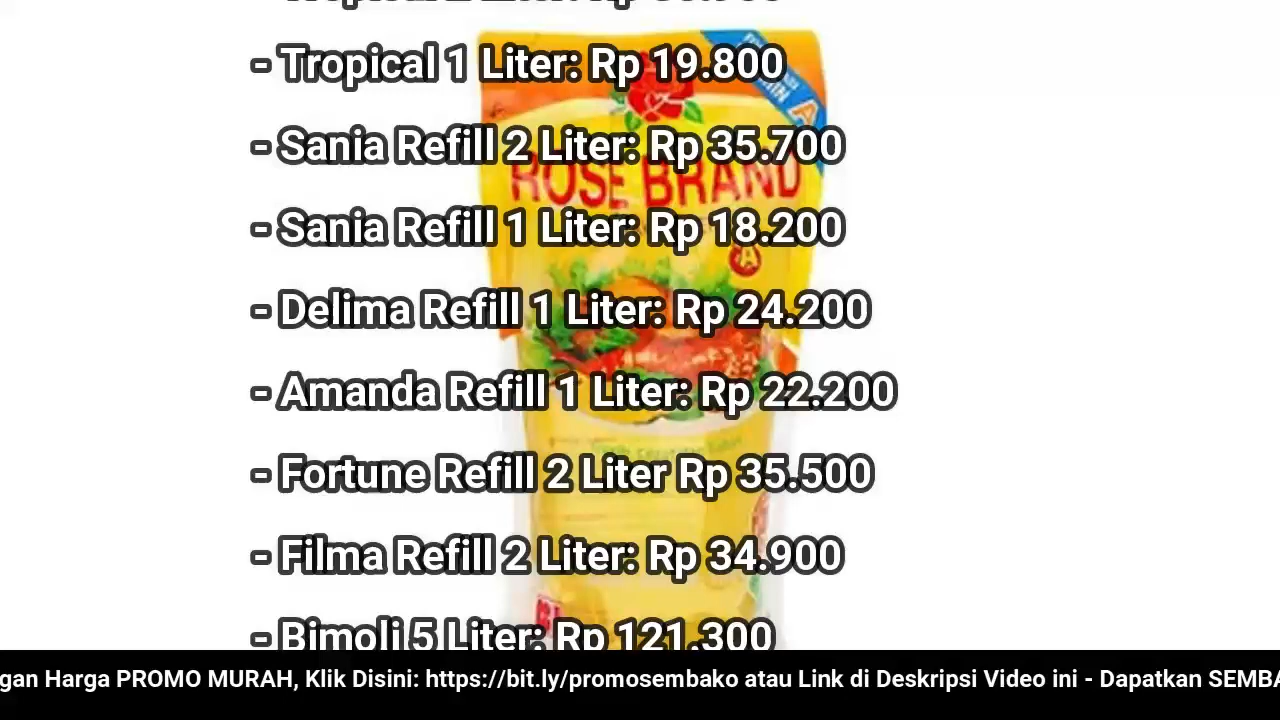 - Tropical 1 Liter: Rp 19.800
- Sania Refill 2 Liter: Rp 35.700
ROSE BRAND
- Sania Refill 1 Liter: Rp 18.200
- Delima Refill 1 Liter: Rp 24.200
- Amanda Refill 1 Liter: Rp 22.200
- Fortune Refill 2 Liter Rp 35.500
- Filma Refill 2 Liter: Rp 34.900
- Bimoli 5 Liter: Rp 121.300
gan Harga PROMO MURAH, Klik Disini: https://bit.ly/promosembako atau Link di Deskripsi Video ini - Dapatkan SEMBA